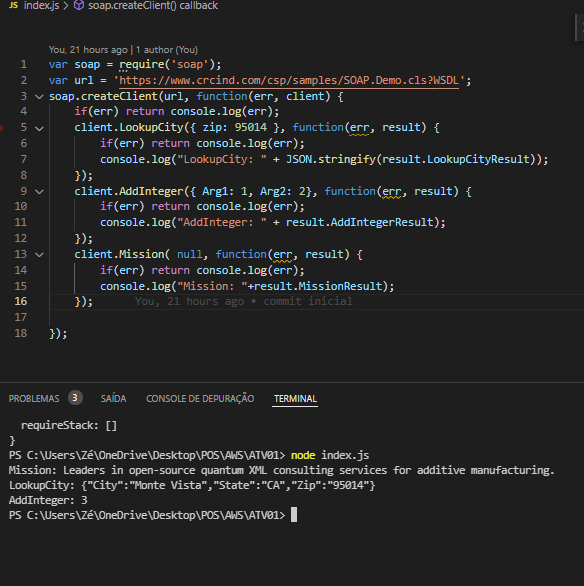 JS index.js > soap.createClient() callback
You, 21 hours ago | 1 author (You)
1 var soap = require('soap');
2 var url = 'https://www.crcind.com/csp/samples/SOAP.Demo.cls?WSDL';
3 soap.createClient(url, function(err, client) {
4 if(err) return console.log(err);
5 client.LookupCity({ zip: 95014 }, function(err, result) {
6 if(err) return console.log(err);
7 console.log("LookupCity: " + JSON.stringify(result.LookupCityResult));
8 });
9 client.AddInteger({ Arg1: 1, Arg2: 2}, function(err, result) {
10 if(err) return console.log(err);
11 console.log("AddInteger: " + result.AddIntegerResult);
12 });
13 client.Mission( null, function(err, result) {
14 if(err) return console.log(err);
15 console.log("Mission: "+result.MissionResult);
16 }); You, 21 hours ago • commit inicial
17
18 });
PROBLEMAS 3 SAÍDA CONSOLE DE DEPURAÇÃO TERMINAL
requireStack: []
}
PS C:\Users\Zé\OneDrive\Desktop\POS\AWS\ATV01> node index.js
Mission: Leaders in open-source quantum XML consulting services for additive manufacturing.
LookupCity: {"City":"Monte Vista","State":"CA","Zip":"95014"}
AddInteger: 3
PS C:\Users\Zé\OneDrive\Desktop\POS\AWS\ATV01>